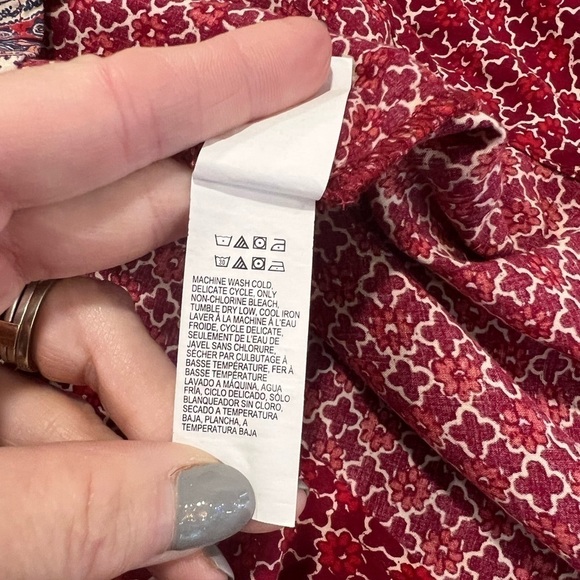 MACHINE WASH COLD,
DELICATE CYCLE, ONLY
NON-CHLORINE BLEACH,
TUMBLE DRY LOW, COOL IRON
LAVER À LA MACHINE À L'EAU
FROIDE, CYCLE DELICATE,
SEULEMENT DE L'EAU DE
JAVEL SANS CHLORURE,
SÉCHER PAR CULBUTAGE À
BASSE TEMPÉRATURE, FER À
BASSE TEMPÉRATURE
LAVADO A MÁQUINA, AGUA
FRÍA, CICLO DELICADO, SÓLO
BLANQUEADOR SIN CLORO,
SECADO A TEMPERATURA
BAJA, PLANCHA, A
TEMPERATURA BAJA